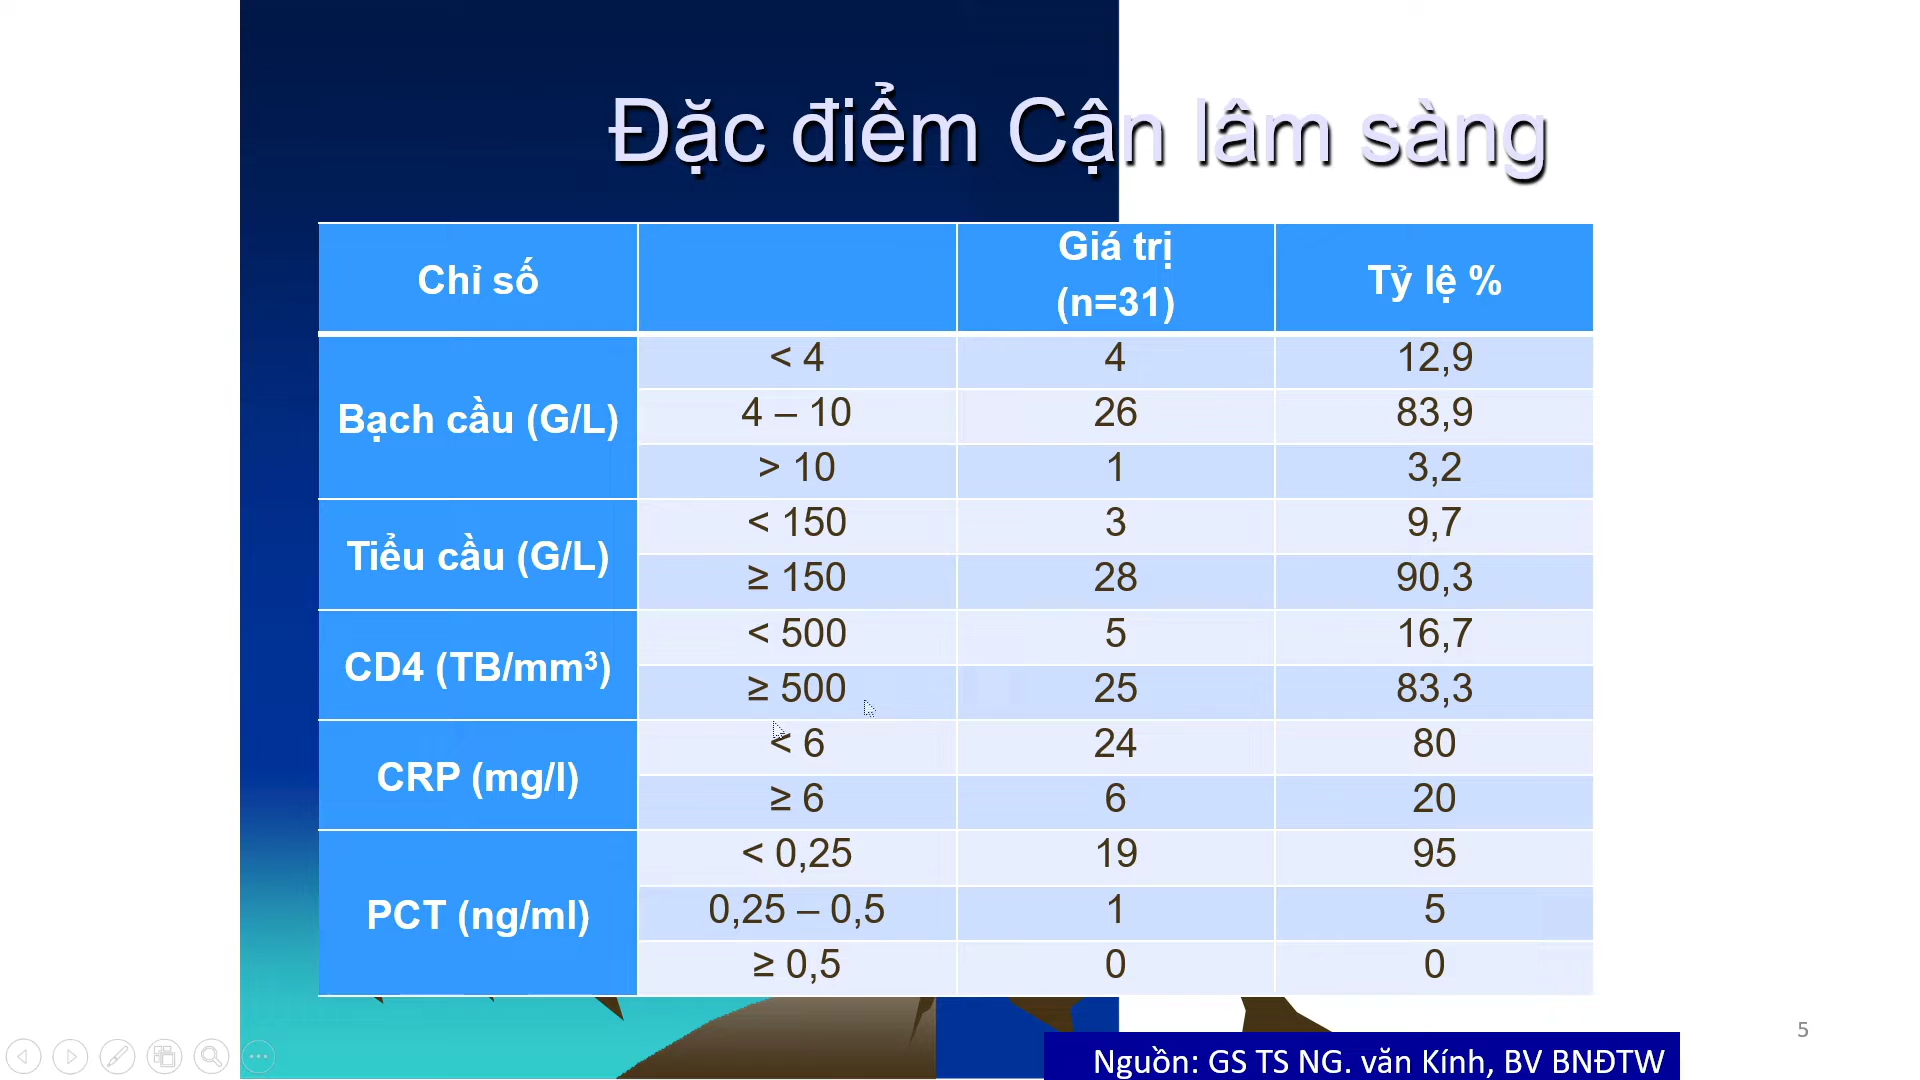 Đặc điểm Cận lâm sàng
Chỉ số
Giá trị
(n=31)
Tỷ lệ %
Bạch cầu (G/L)
< 4
4
12,9
4 – 10
26
83,9
> 10
1
3,2
Tiểu cầu (G/L)
< 150
3
9,7
≥ 150
28
90,3
CD4 (TB/mm³)
< 500
5
16,7
≥ 500
25
83,3
CRP (mg/l)
< 6
24
80
≥ 6
6
20
PCT (ng/ml)
< 0,25
19
95
0,25 – 0,5
1
5
≥ 0,5
0
0
5
Nguồn: GS TS NG. văn Kính, BV BNĐTW